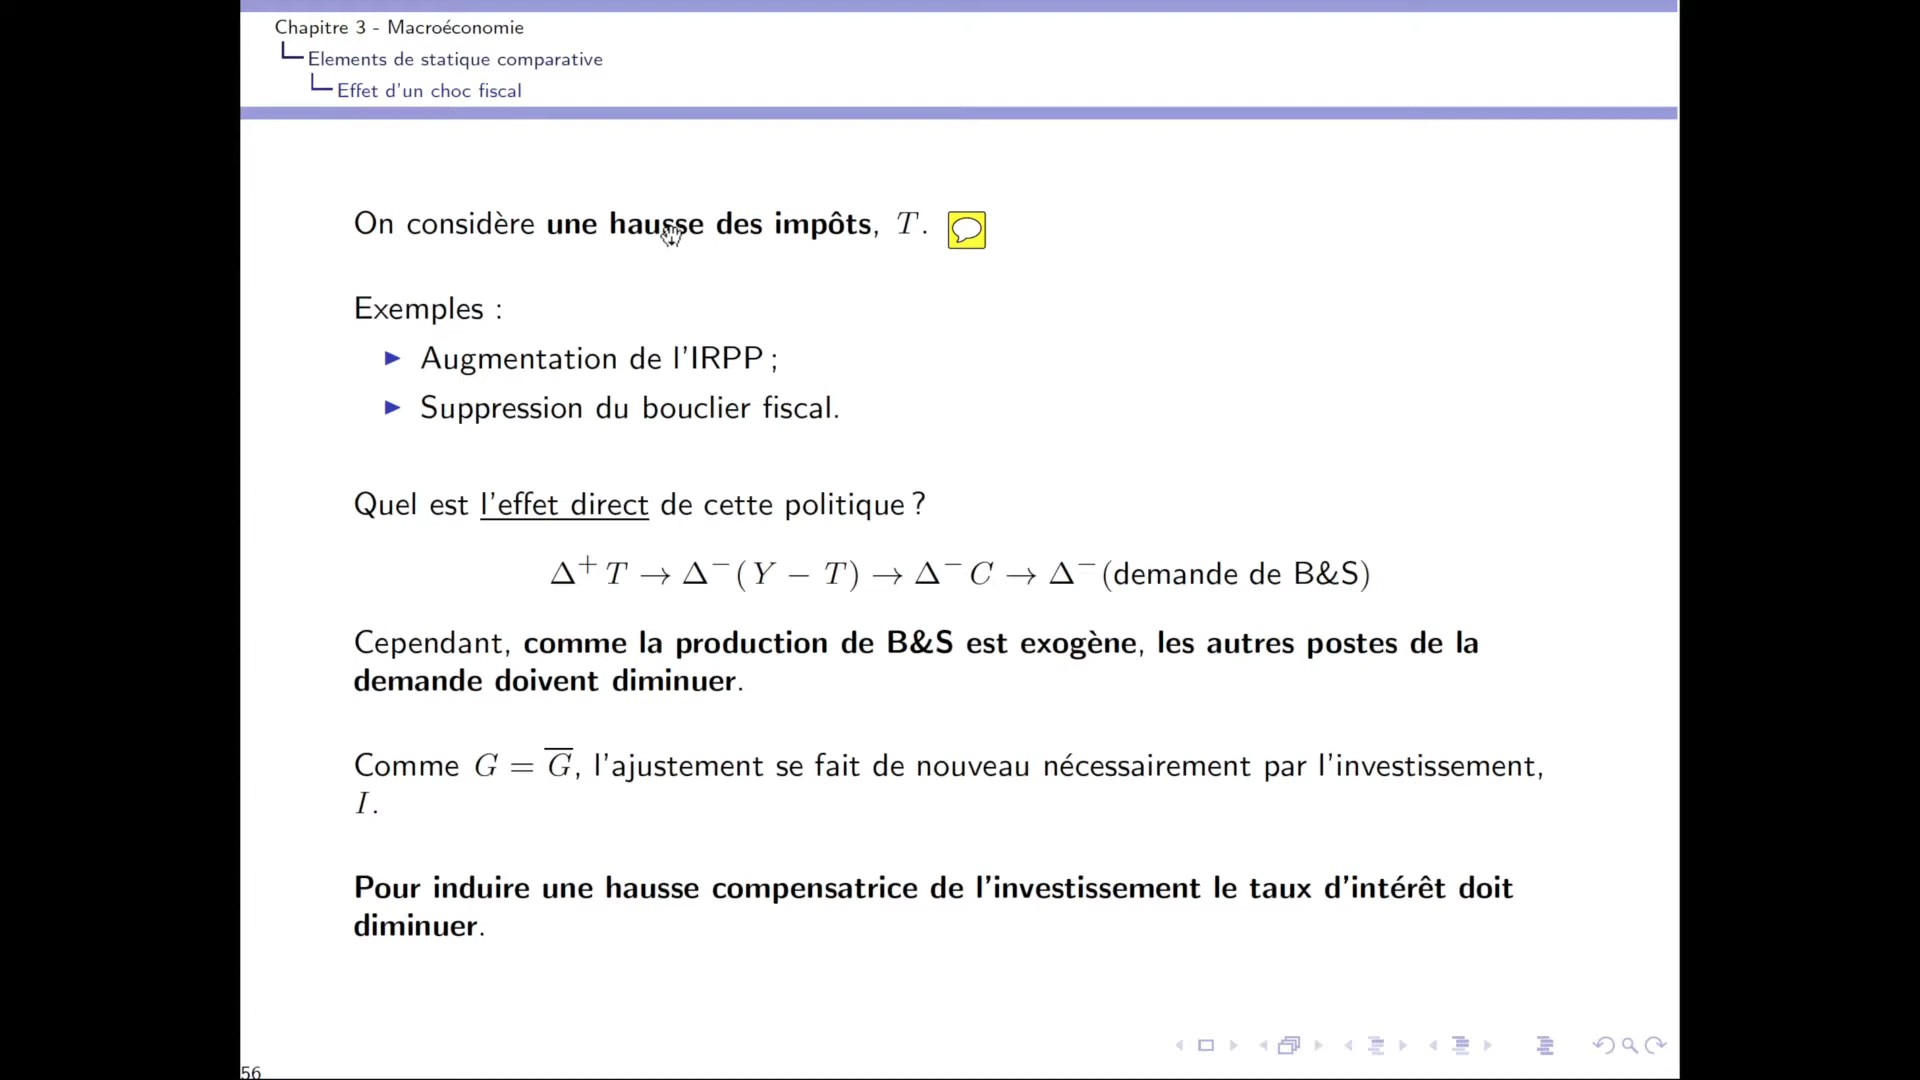 Chapitre 3 - Macroéconomie
Elements de statique comparative
Effet d'un choc fiscal
On considère une hausse des impôts, T.
Exemples :
Augmentation de l'IRPP ;
Suppression du bouclier fiscal.
Quel est l'effet direct de cette politique ?
Δ⁺T → Δ⁻(Y − T) → Δ⁻C → Δ⁻(demande de B&S)
Cependant, comme la production de B&S est exogène, les autres postes de la
demande doivent diminuer.
Comme G = G̅, l'ajustement se fait de nouveau nécessairement par l'investissement,
I.
Pour induire une hausse compensatrice de l'investissement le taux d'intérêt doit
diminuer.
56